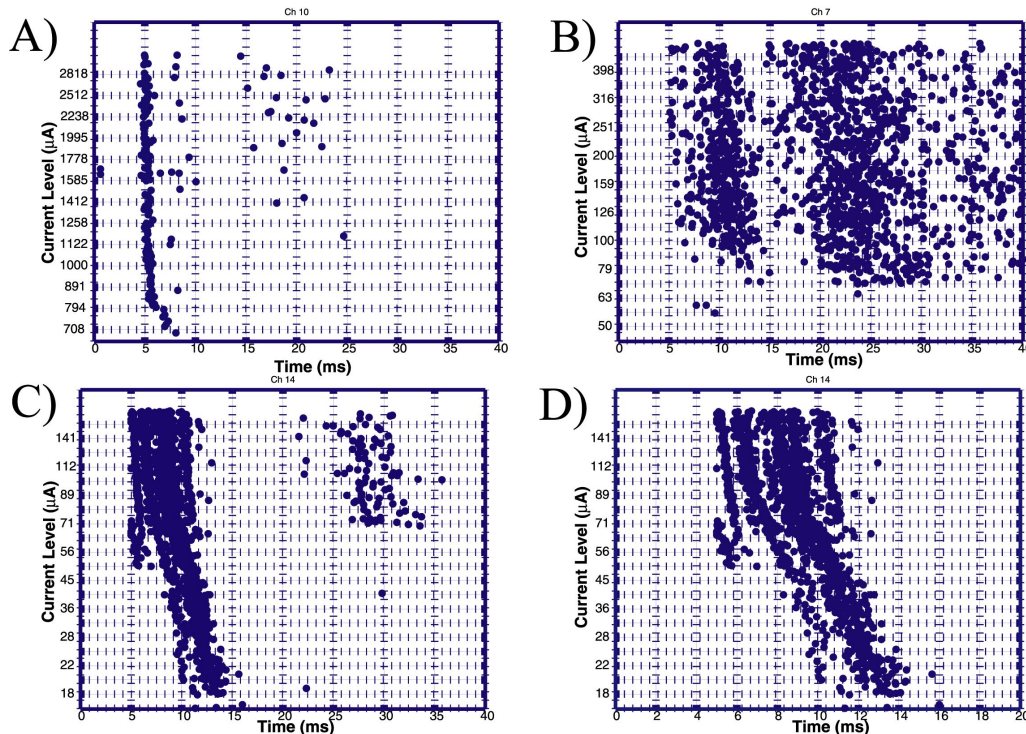 A)
Ch 10
Current Level (μA)
2818
2512
2238
1995
1778
1585
1412
1258
1122
1000
891
794
708
0 5 10 15 20 25 30 35 40
Time (ms)
B)
Ch 7
Current Level (μA)
398
316
251
200
159
126
100
79
63
50
0 5 10 15 20 25 30 35 40
Time (ms)
C)
Ch 14
Current Level (μA)
141
112
89
71
56
45
36
28
22
18
0 5 10 15 20 25 30 35 40
Time (ms)
D)
Ch 14
Current Level (μA)
141
112
89
71
56
45
36
28
22
18
0 2 4 6 8 10 12 14 16 18 20
Time (ms)